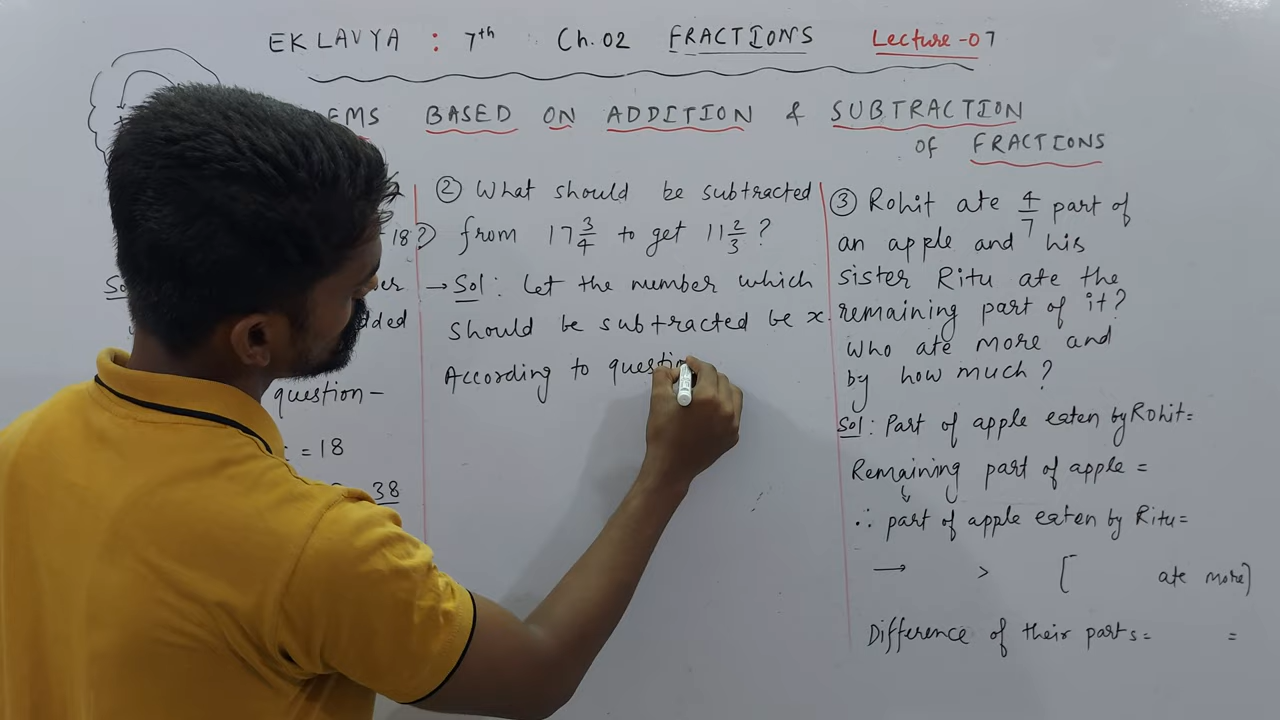 EKLAVYA : 7th Ch.02 FRACTIONS Lecture-07
EMS BASED ON ADDITION & SUBTRACTION
OF FRACTIONS
18?
So
er
dded
question-
= 18
38
② What should be subtracted
from 17 3/4 to get 11 2/3 ?
→ Sol : Let the number which
should be subtracted be x.
According to questio
③ Rohit ate 4/7 part of
an apple and his
sister Ritu ate the
remaining part of it?
Who ate more and
by how much?
Sol : Part of apple eaten by Rohit=
Remaining part of apple =
∴ part of apple eaten by Ritu=
→ > [ ate more]
Difference of their parts= =